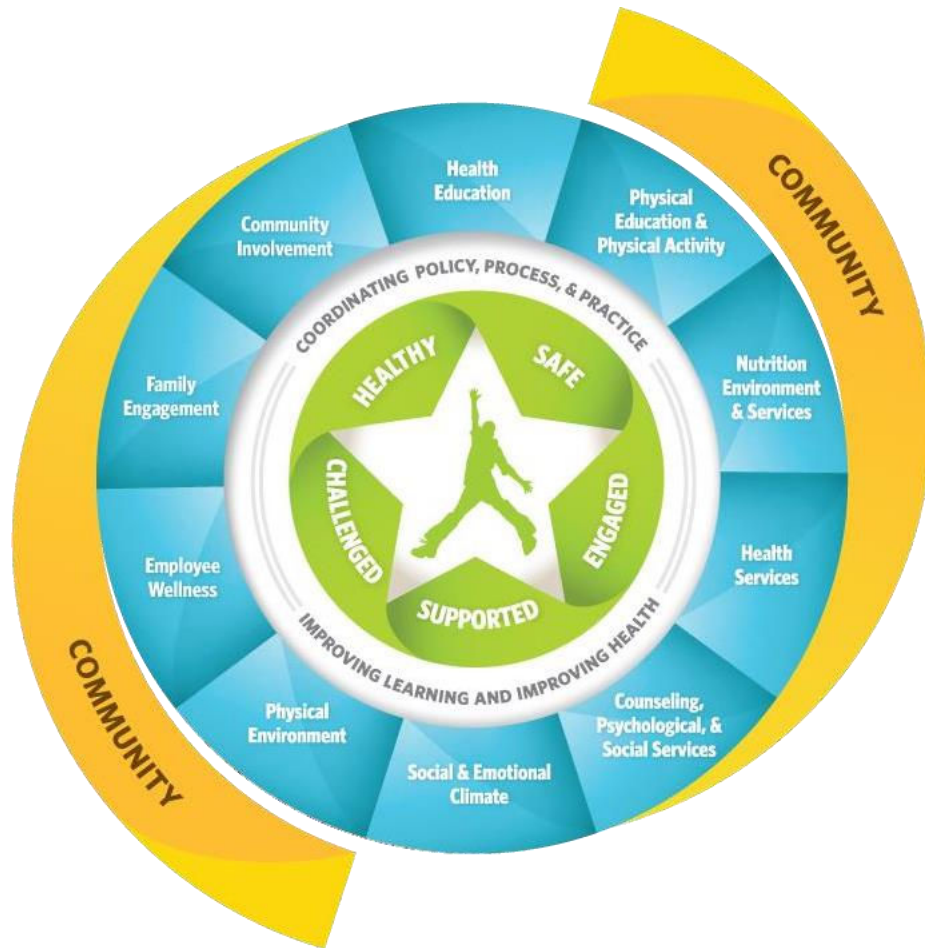 COMMUNITY
Health
Education
Physical
Education &
Physical Activity
Nutrition
Environment
& Services
Health
Services
Counseling,
Psychological, &
Social Services
Social & Emotional
Climate
Physical
Environment
Employee
Wellness
Family
Engagement
Community
Involvement
COORDINATING POLICY, PROCESS, & PRACTICE
IMPROVING LEARNING AND IMPROVING HEALTH
HEALTHY
SAFE
ENGAGED
SUPPORTED
CHALLENGED
COMMUNITY